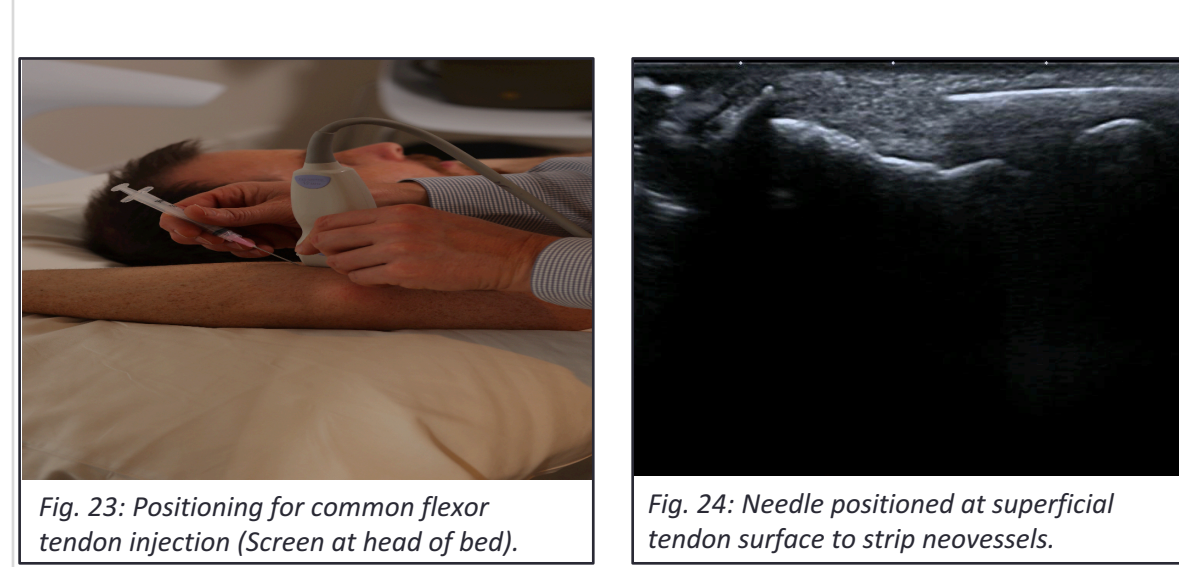 Fig. 23: Positioning for common flexor
tendon injection (Screen at head of bed).
Fig. 24: Needle positioned at superficial
tendon surface to strip neovessels.